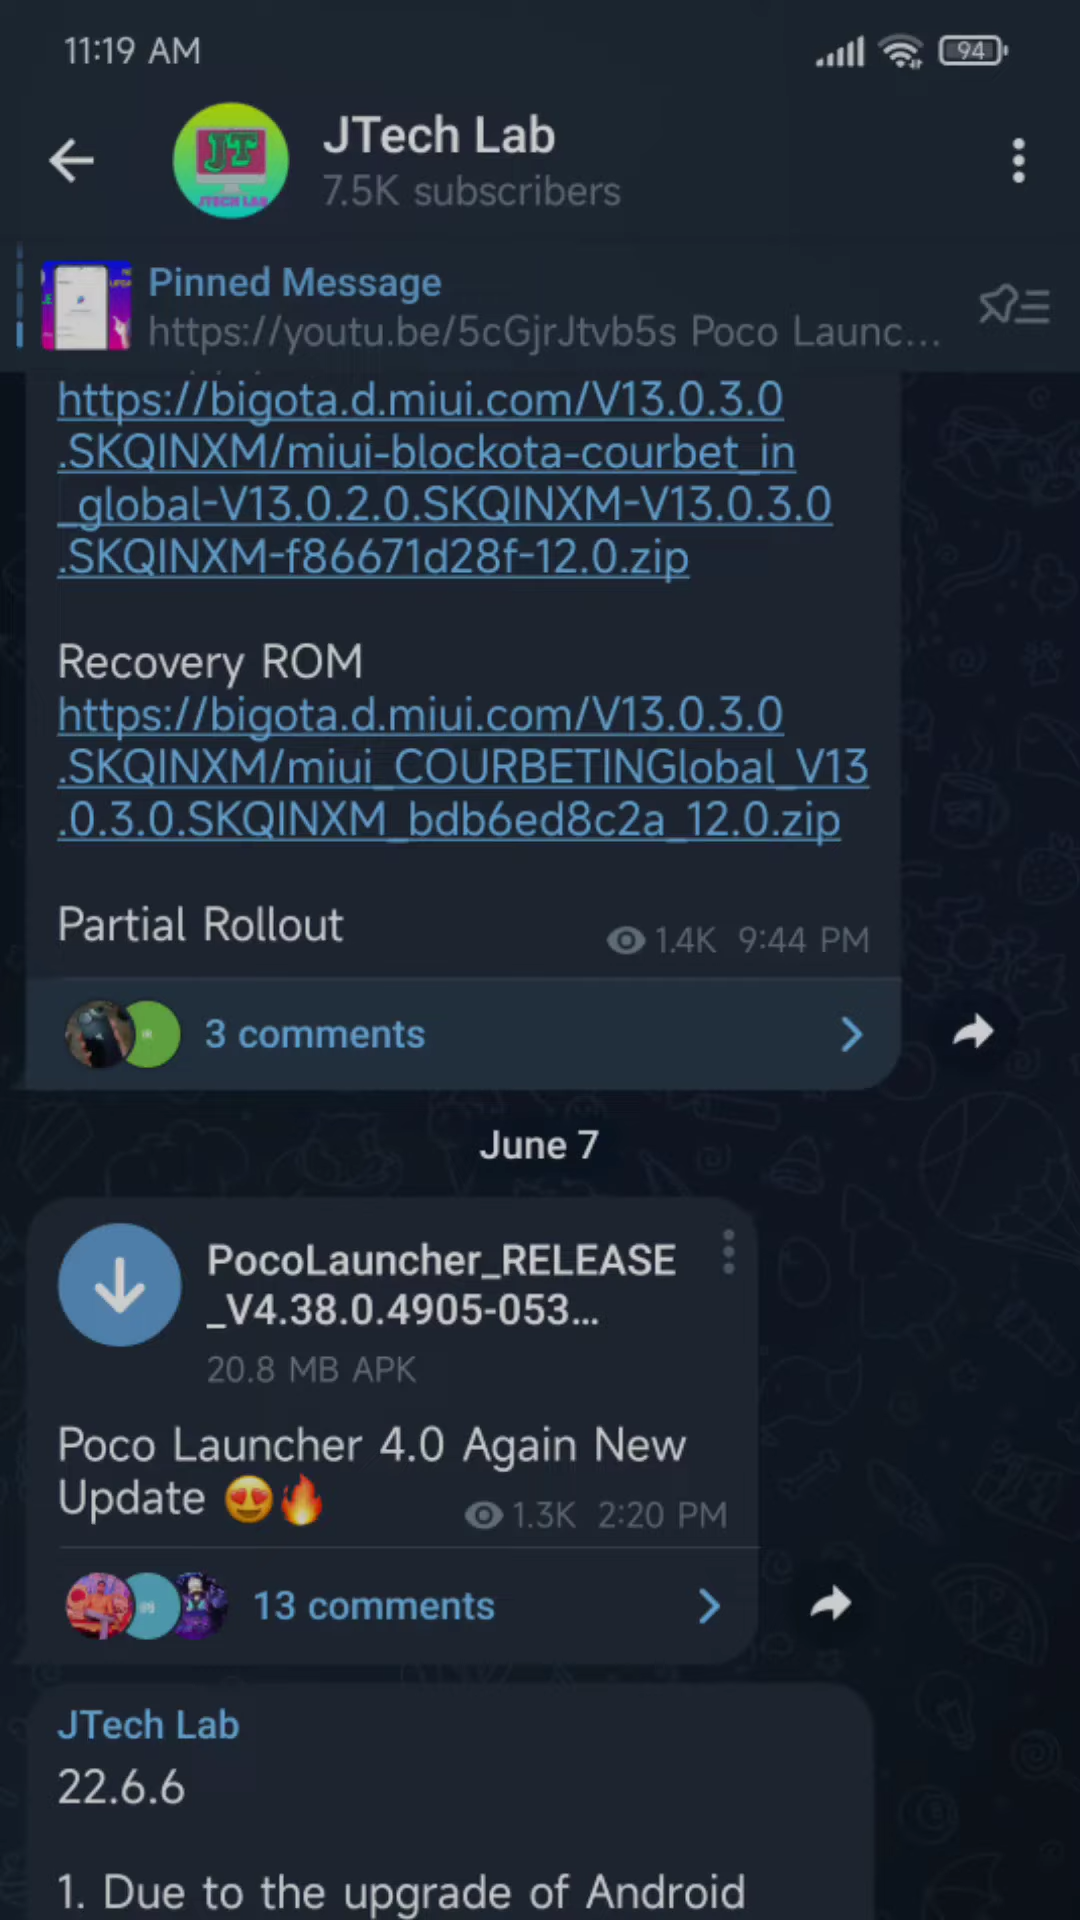 11:19 AM
94
JTech Lab
7.5K subscribers
JT
JTECH LAB
Pinned Message
https://youtu.be/5cGjrJtvb5s Poco Launc...
https://bigota.d.miui.com/V13.0.3.0
.SKQINXM/miui-blockota-courbet_in
_global-V13.0.2.0.SKQINXM-V13.0.3.0
.SKQINXM-f86671d28f-12.0.zip
Recovery ROM
https://bigota.d.miui.com/V13.0.3.0
.SKQINXM/miui_COURBETINGlobal_V13
.0.3.0.SKQINXM_bdb6ed8c2a_12.0.zip
Partial Rollout
1.4K 9:44 PM
3 comments
June 7
PocoLauncher_RELEASE
_V4.38.0.4905-053...
20.8 MB APK
Poco Launcher 4.0 Again New
Update 😍🔥
1.3K 2:20 PM
13 comments
JTech Lab
22.6.6
1. Due to the upgrade of Android